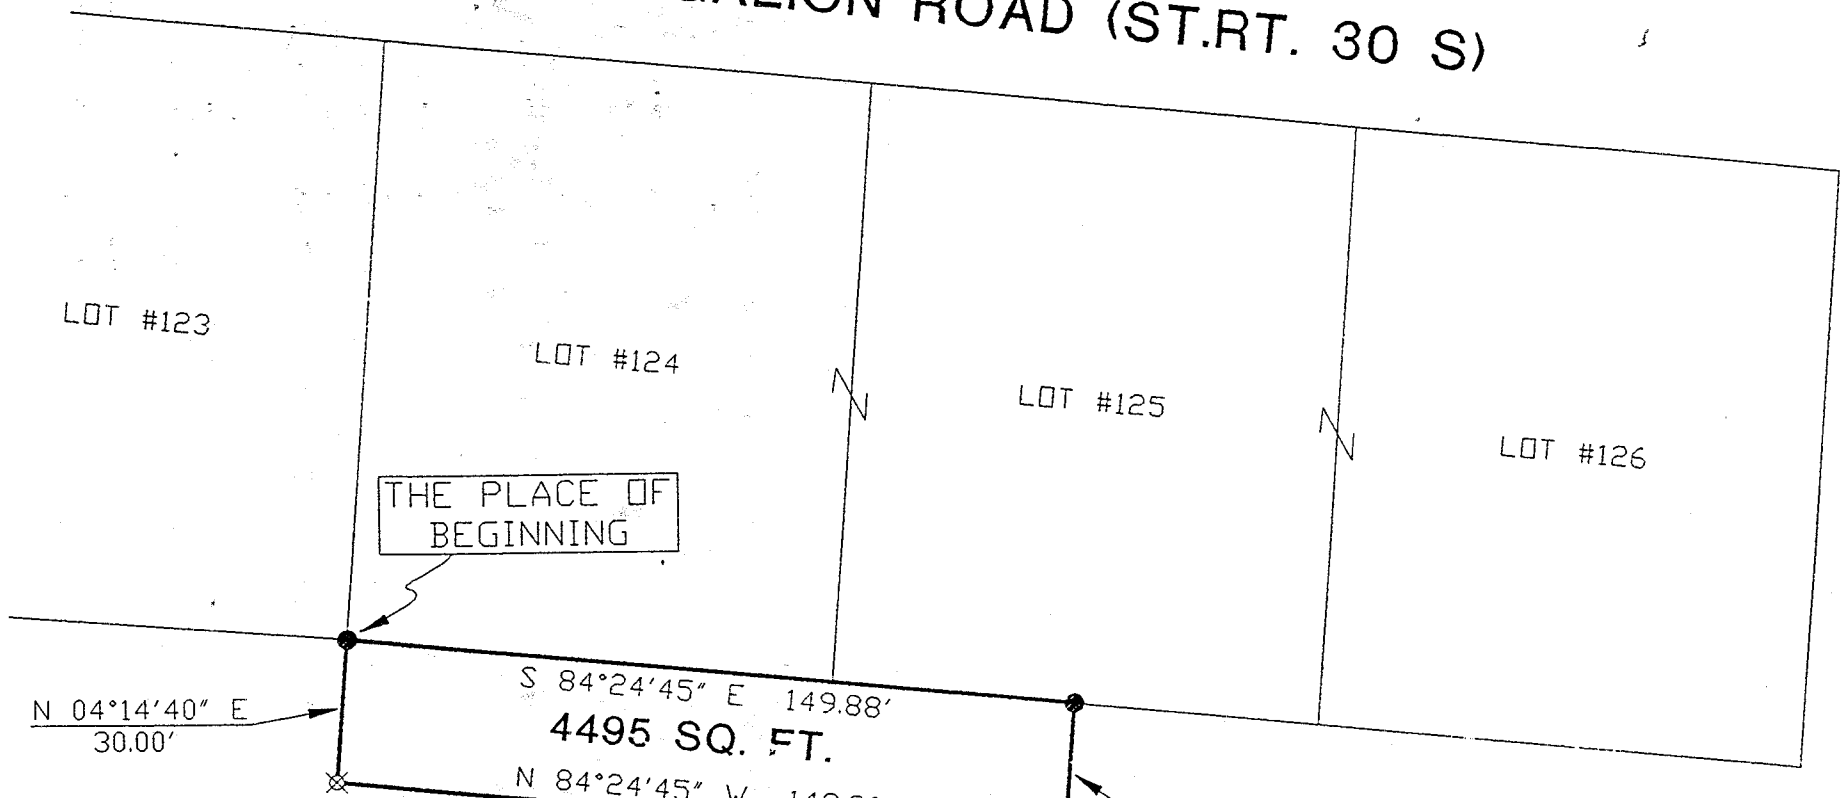 ROAD (ST.RT. 30 S)
LOT #123
LOT #124
LOT #125
LOT #126
THE PLACE OF
BEGINNING
S 84°24'45" E 149.88'
N 04°14'40" E
30.00'
4495 SQ. FT.
N 84°24'45" W